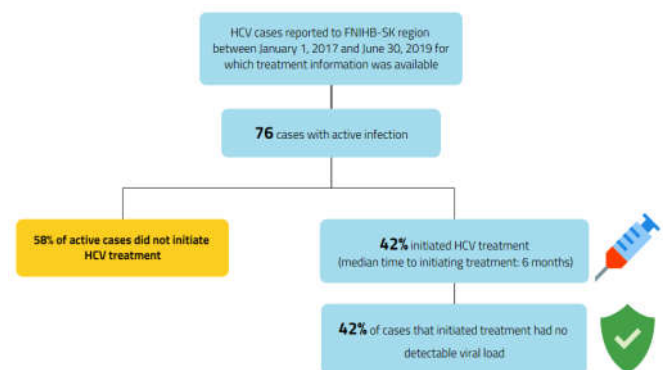 HCV cases reported to FNIHB-SK region
between January 1, 2017 and June 30, 2019 for
which treatment information was available
76 cases with active infection
58% of active cases did not initiate
HCV treatment
42% initiated HCV treatment
(median time to initiating treatment: 6 months)
42% of cases that initiated treatment had no
detectable viral load